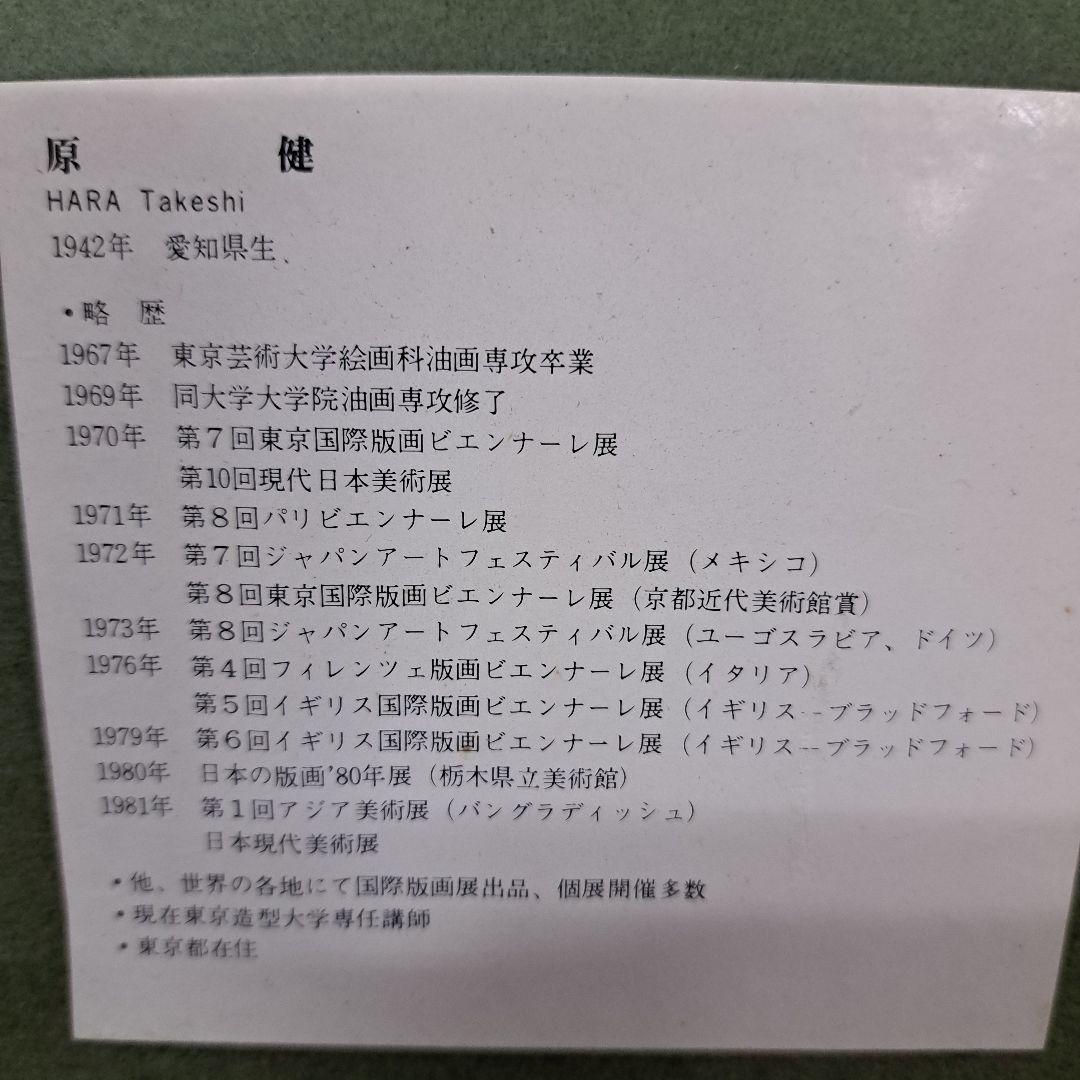 原　健
HARA Takeshi
1942年　愛知県生
・略　歴
1967年　東京芸術大学絵画科油画専攻卒業
1969年　同大学大学院油画専攻修了
1970年　第7回東京国際版画ビエンナーレ展
第10回現代日本美術展
1971年　第8回パリビエンナーレ展
1972年　第7回ジャパンアートフェスティバル展（メキシコ）
第8回東京国際版画ビエンナーレ展（京都近代美術館賞）
1973年　第8回ジャパンアートフェスティバル展（ユーゴスラビア、ドイツ）
1976年　第4回フィレンツェ版画ビエンナーレ展（イタリア）
第5回イギリス国際版画ビエンナーレ展（イギリス--ブラッドフォード）
1979年　第6回イギリス国際版画ビエンナーレ展（イギリス--ブラッドフォード）
1980年　日本の版画'80年展（栃木県立美術館）
1981年　第1回アジア美術展（バングラディッシュ）
日本現代美術展
・他、世界の各地にて国際版画展出品、個展開催多数
・現在東京造型大学専任講師
・東京都在住